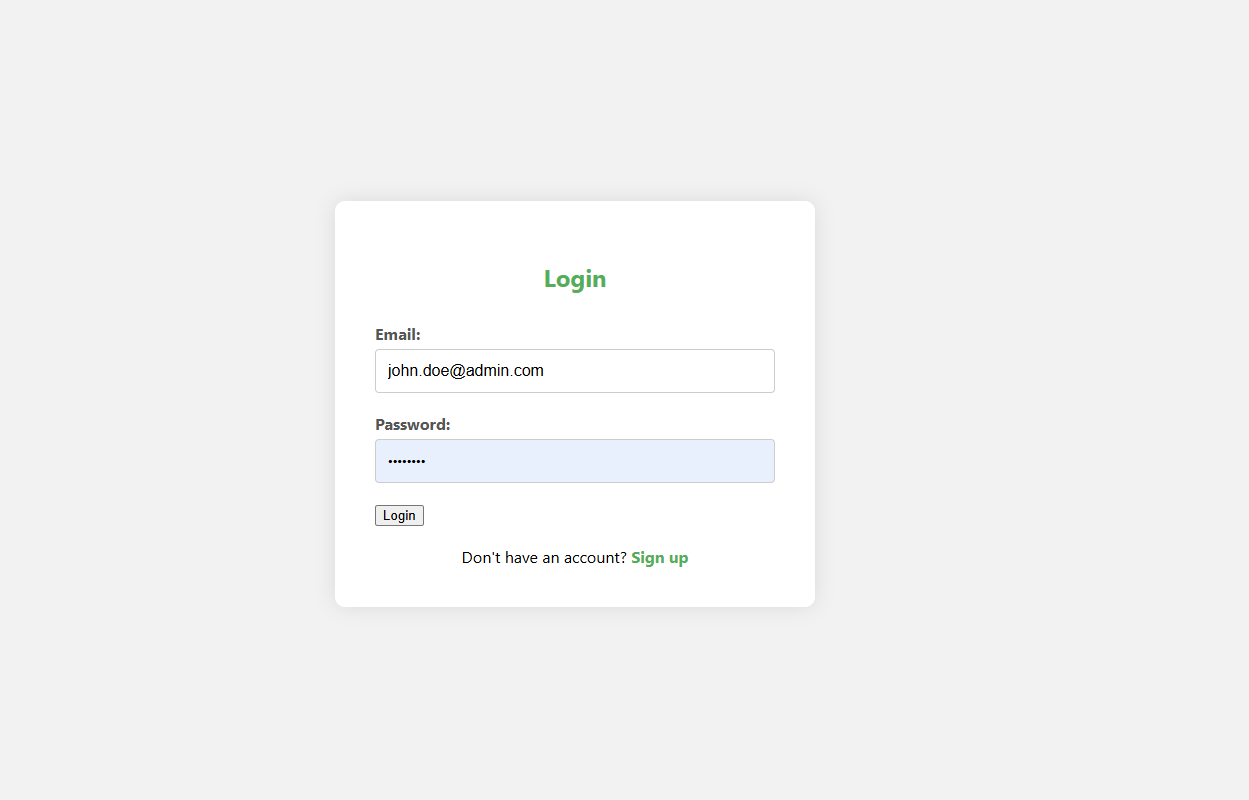 Login
Email:
john.doe@admin.com
Password:
••••••••
Login
Don't have an account? Sign up